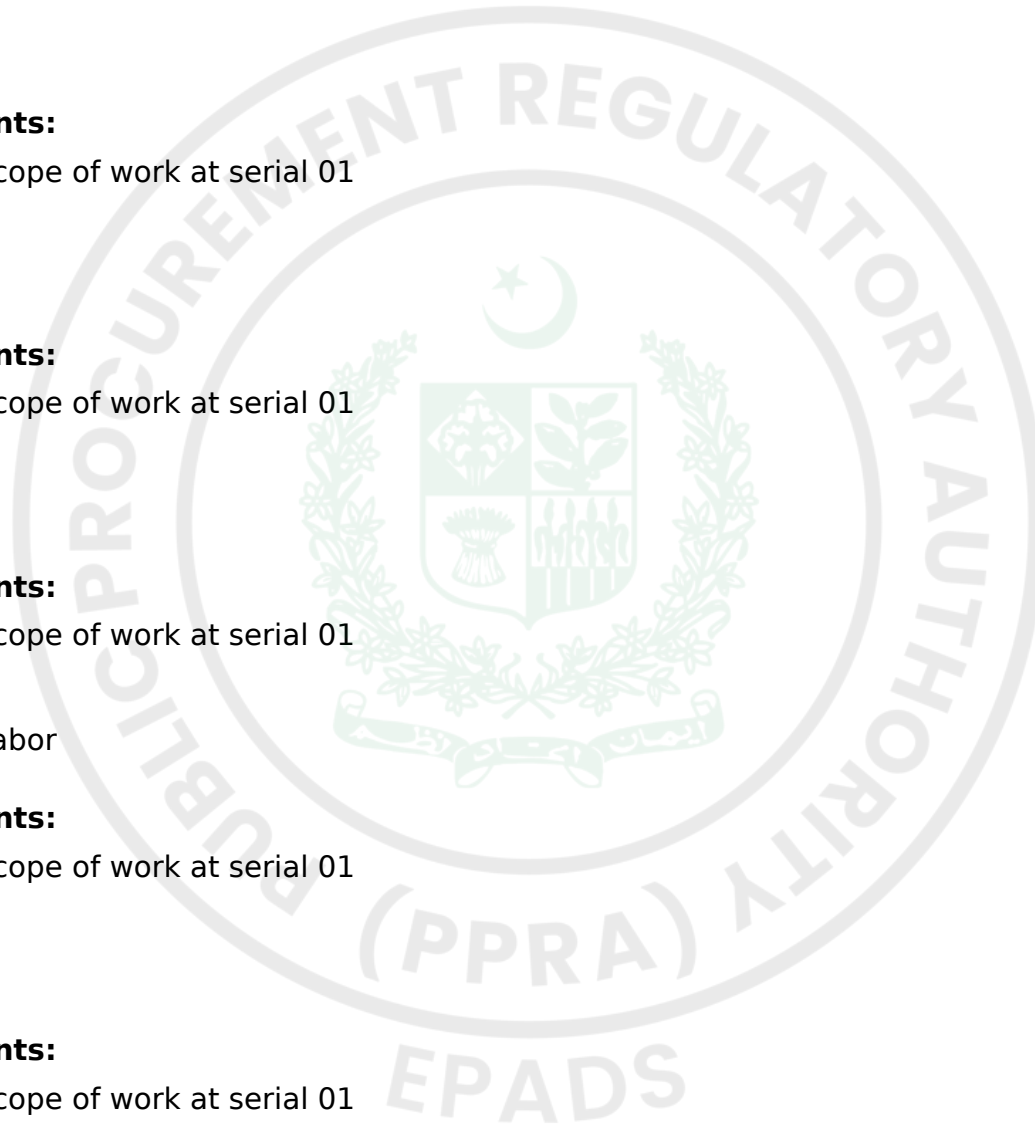 nts:
cope of work at serial 01
nts:
cope of work at serial 01
nts:
cope of work at serial 01
abor
nts:
cope of work at serial 01
nts:
cope of work at serial 01
PUBLIC PROCUREMENT REGULATORY AUTHORITY
(PPRA)
EPADS